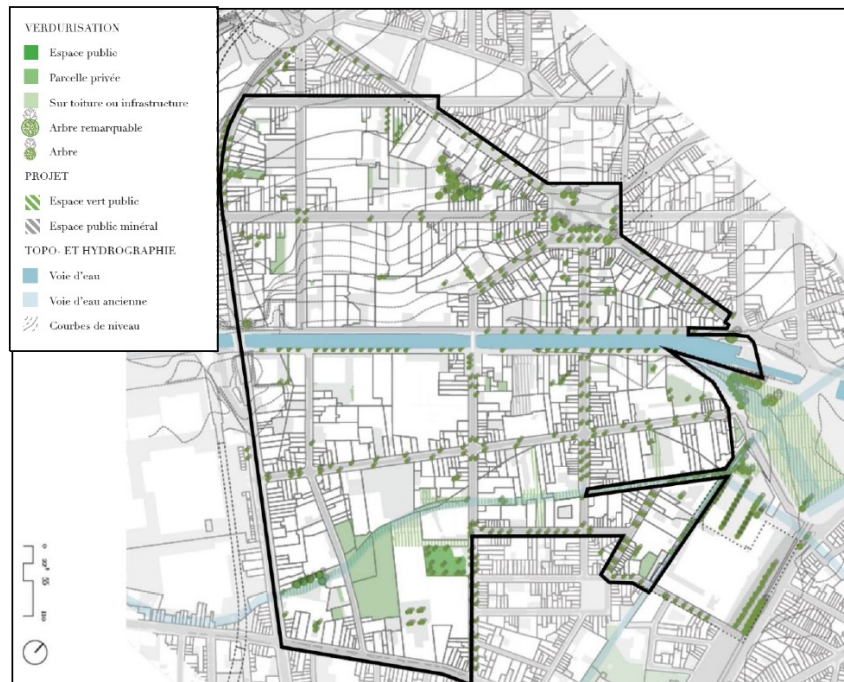 VERDURISATION
Espace public
Parcelle privée
Sur toiture ou infrastructure
Arbre remarquable
Arbre
PROJET
Espace vert public
Espace public minéral
TOPO- ET HYDROGRAPHIE
Voie d'eau
Voie d'eau ancienne
Courbes de niveau